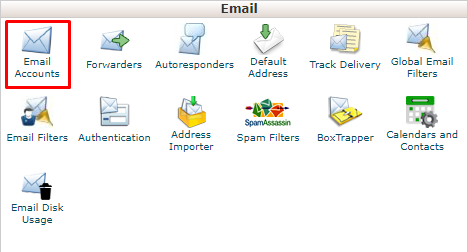 Email
Email
Accounts
Forwarders
Autoresponders
Default
Address
Track Delivery
Global Email
Filters
Email Filters
Authentication
Address
Importer
SpamAssassin
Spam Filters
BoxTrapper
Calendars and
Contacts
Email Disk
Usage